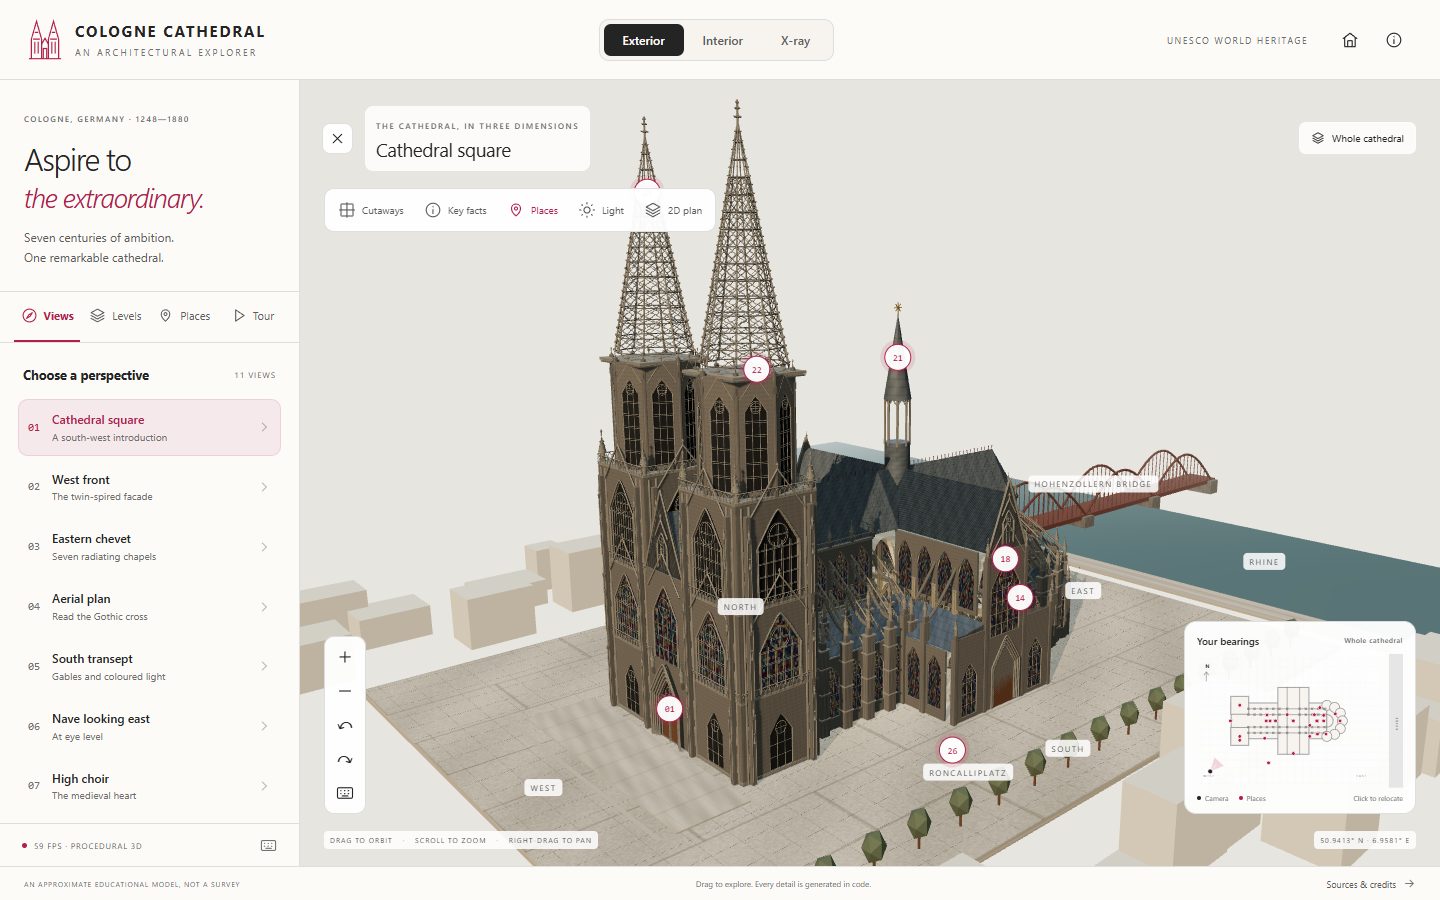 COLOGNE CATHEDRAL
AN ARCHITECTURAL EXPLORER
Exterior
Interior
X-ray
UNESCO WORLD HERITAGE
COLOGNE, GERMANY · 1248—1880
Aspire to
the extraordinary.
Seven centuries of ambition.
One remarkable cathedral.
Views
Levels
Places
Tour
Choose a perspective
11 VIEWS
01
Cathedral square
A south-west introduction
02
West front
The twin-spired facade
03
Eastern chevet
Seven radiating chapels
04
Aerial plan
Read the Gothic cross
05
South transept
Gables and coloured light
06
Nave looking east
At eye level
07
High choir
The medieval heart
59 FPS · PROCEDURAL 3D
THE CATHEDRAL, IN THREE DIMENSIONS
Cathedral square
Whole cathedral
Cutaways
Key facts
Places
Light
2D plan
21
22
HOHENZOLLERN BRIDGE
18
RHINE
14
EAST
NORTH
01
26
SOUTH
RONCALLIPLATZ
WEST
Your bearings
Whole cathedral
N
Camera
Places
Click to relocate
DRAG TO ORBIT · SCROLL TO ZOOM · RIGHT-DRAG TO PAN
50.9413° N · 6.9581° E
AN APPROXIMATE EDUCATIONAL MODEL, NOT A SURVEY
Drag to explore. Every detail is generated in code.
Sources & credits